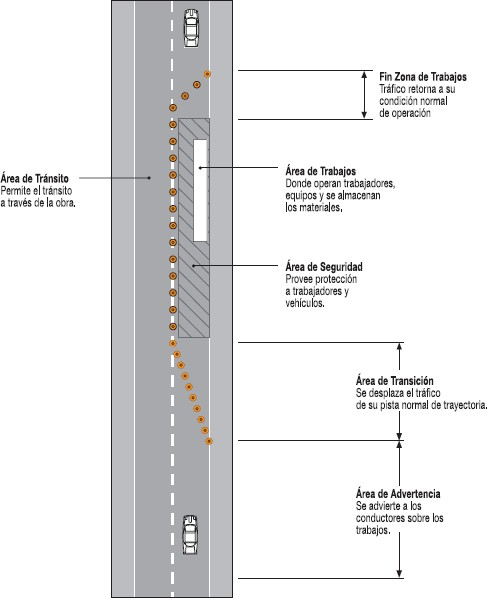 Fin Zona de Trabajos
Tráfico retorna a su
condición normal
de operación
Área de Tránsito
Permite el tránsito
a través de la obra.
Área de Trabajos
Donde operan trabajadores,
equipos y se almacenan
los materiales.
Área de Seguridad
Provee protección
a trabajadores y
vehículos.
Área de Transición
Se desplaza el tráfico
de su pista normal de trayectoria.
Área de Advertencia
Se advierte a los
conductores sobre los
trabajos.